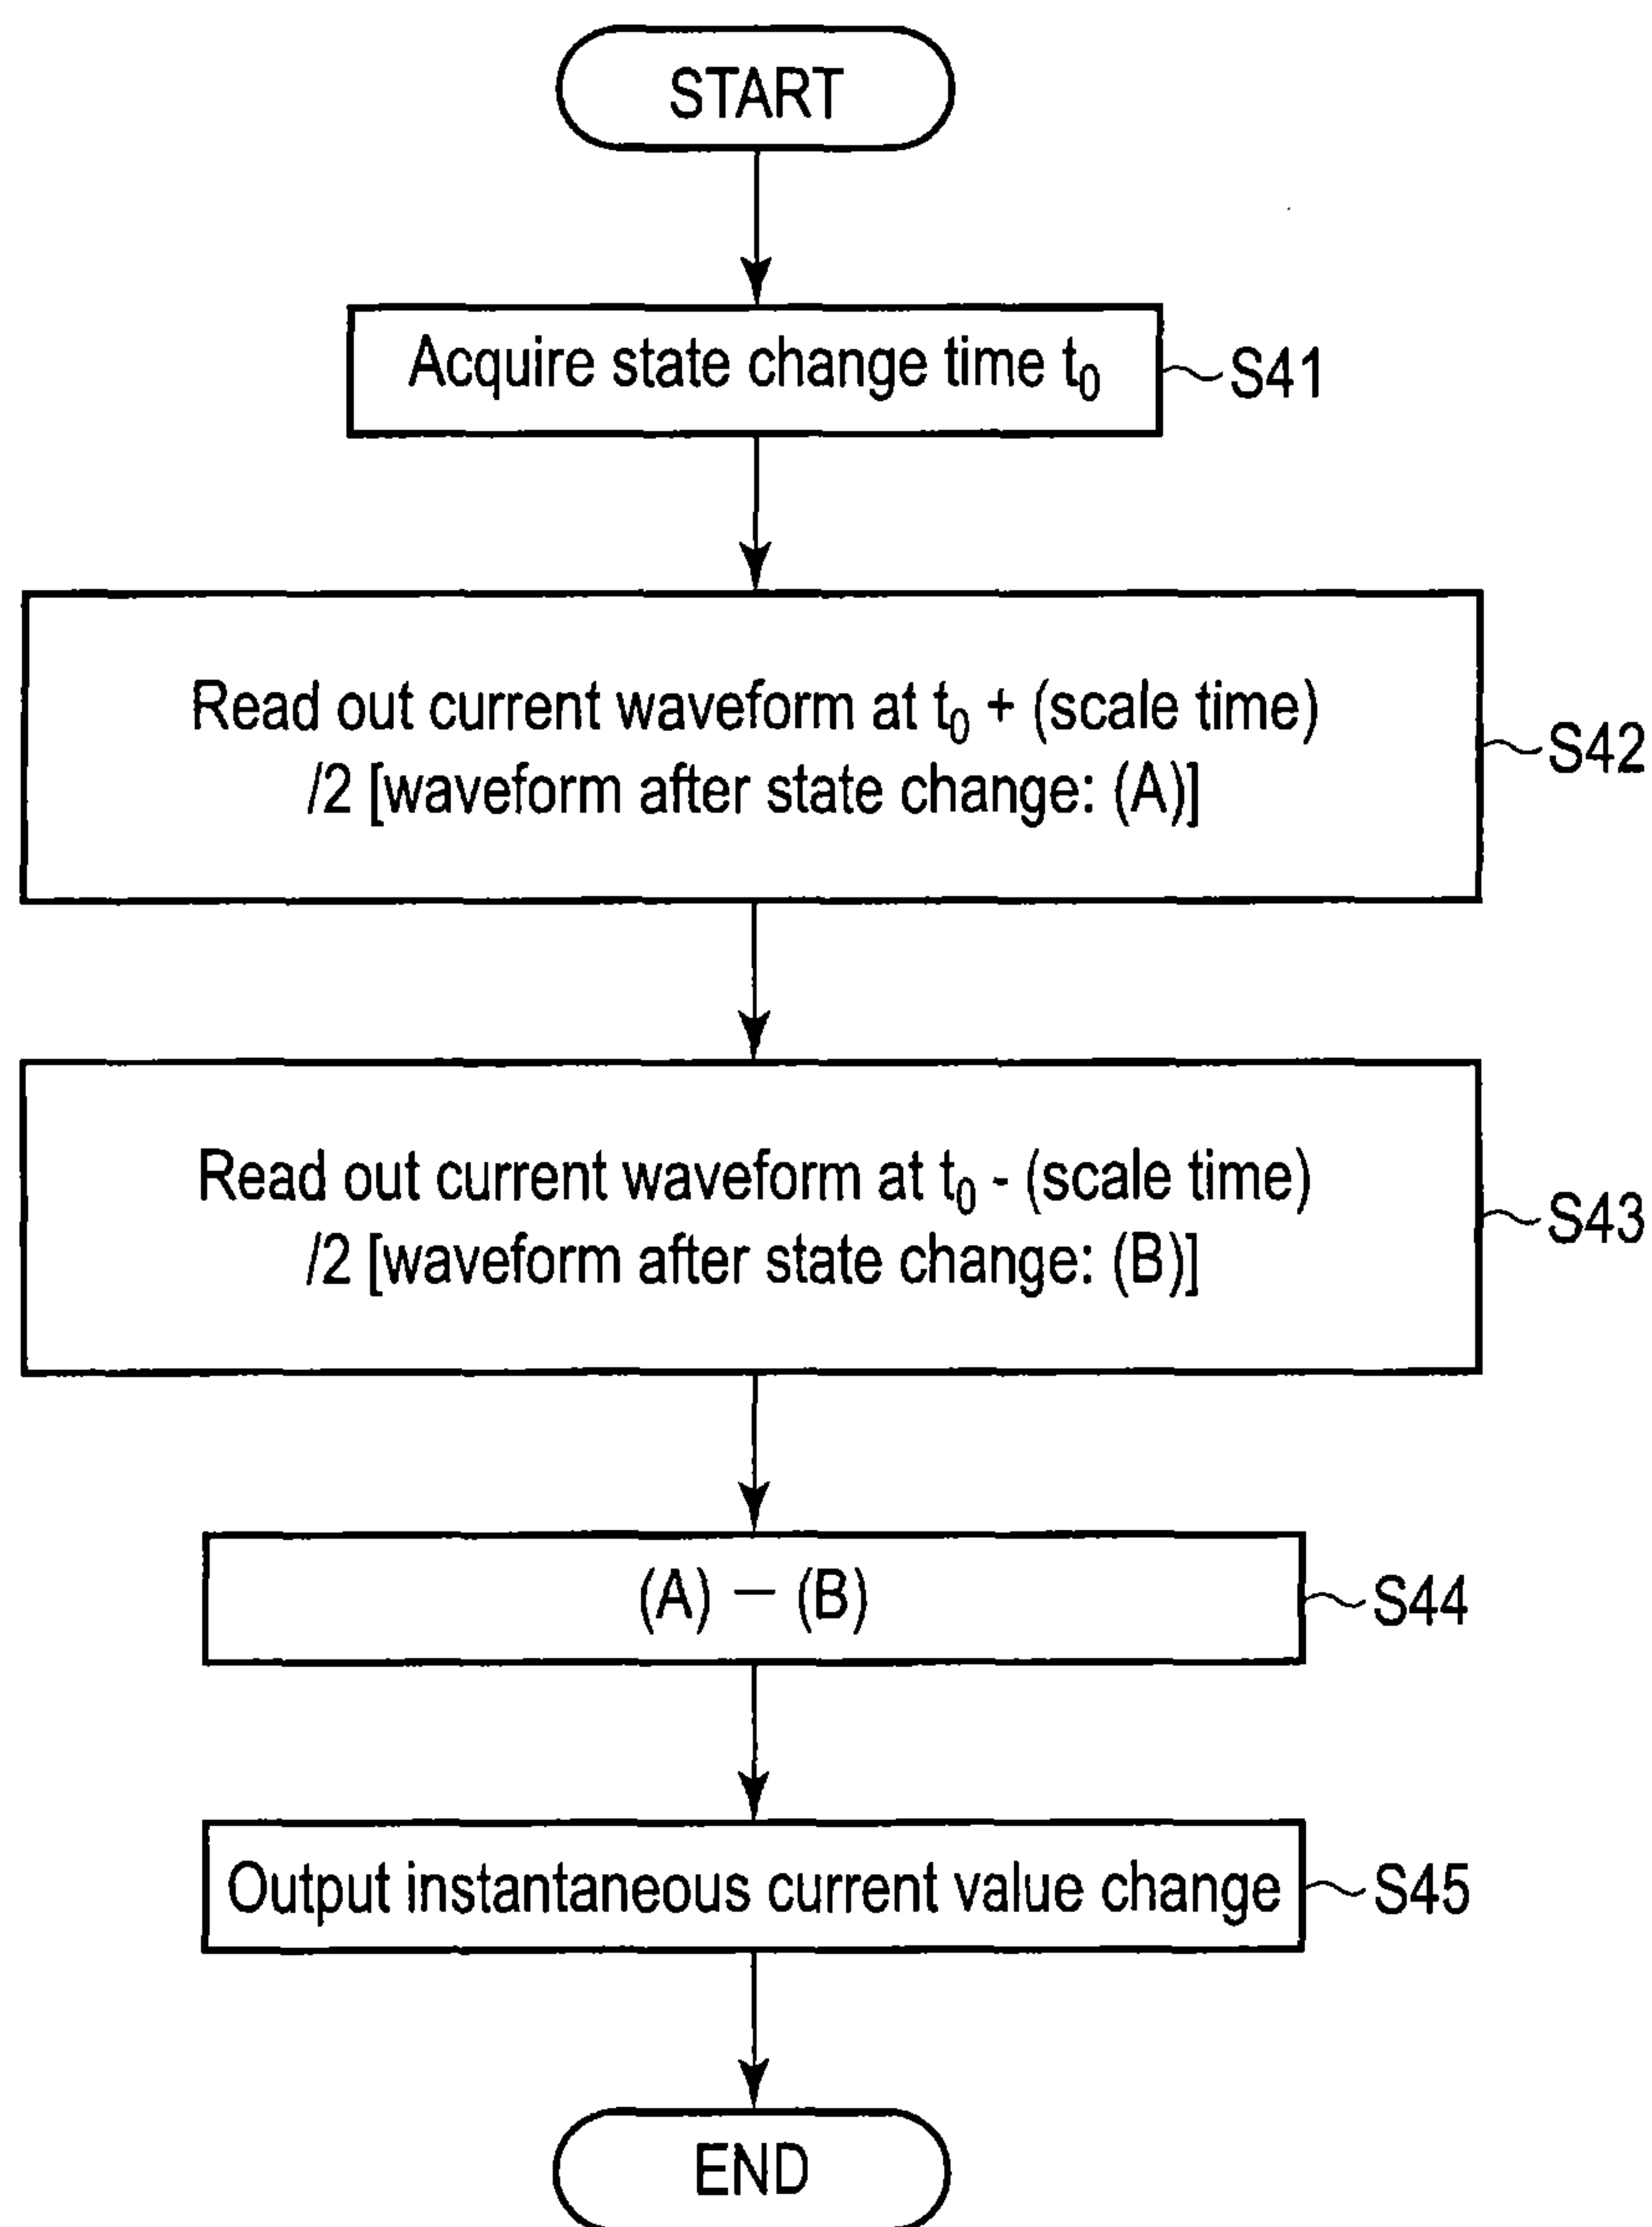 START
Acquire state change time t₀
S41
Read out current waveform at t₀ + (scale time)
/2 [waveform after state change: (A)]
S42
Read out current waveform at t₀ - (scale time)
/2 [waveform after state change: (B)]
S43
(A) — (B)
S44
Output instantaneous current value change
S45
END